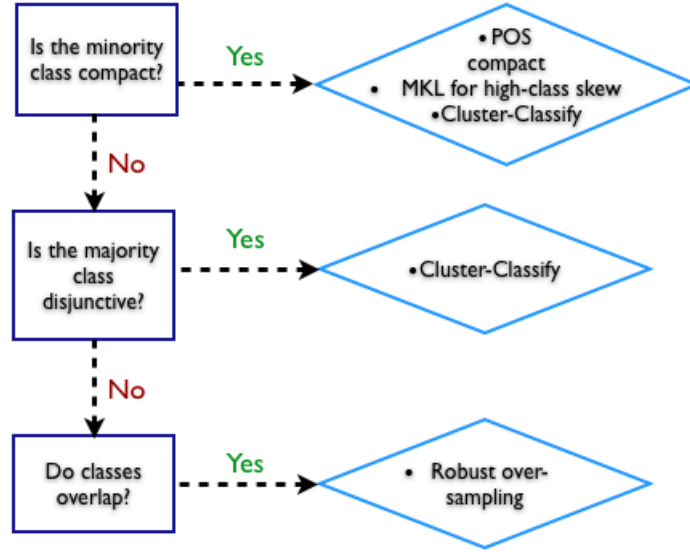 Is the minority
class compact?
Yes
• POS
compact
• MKL for high-class skew
•Cluster-Classify
No
Is the majority
class
disjunctive?
Yes
•Cluster-Classify
No
Do classes
overlap?
Yes
• Robust over-
sampling